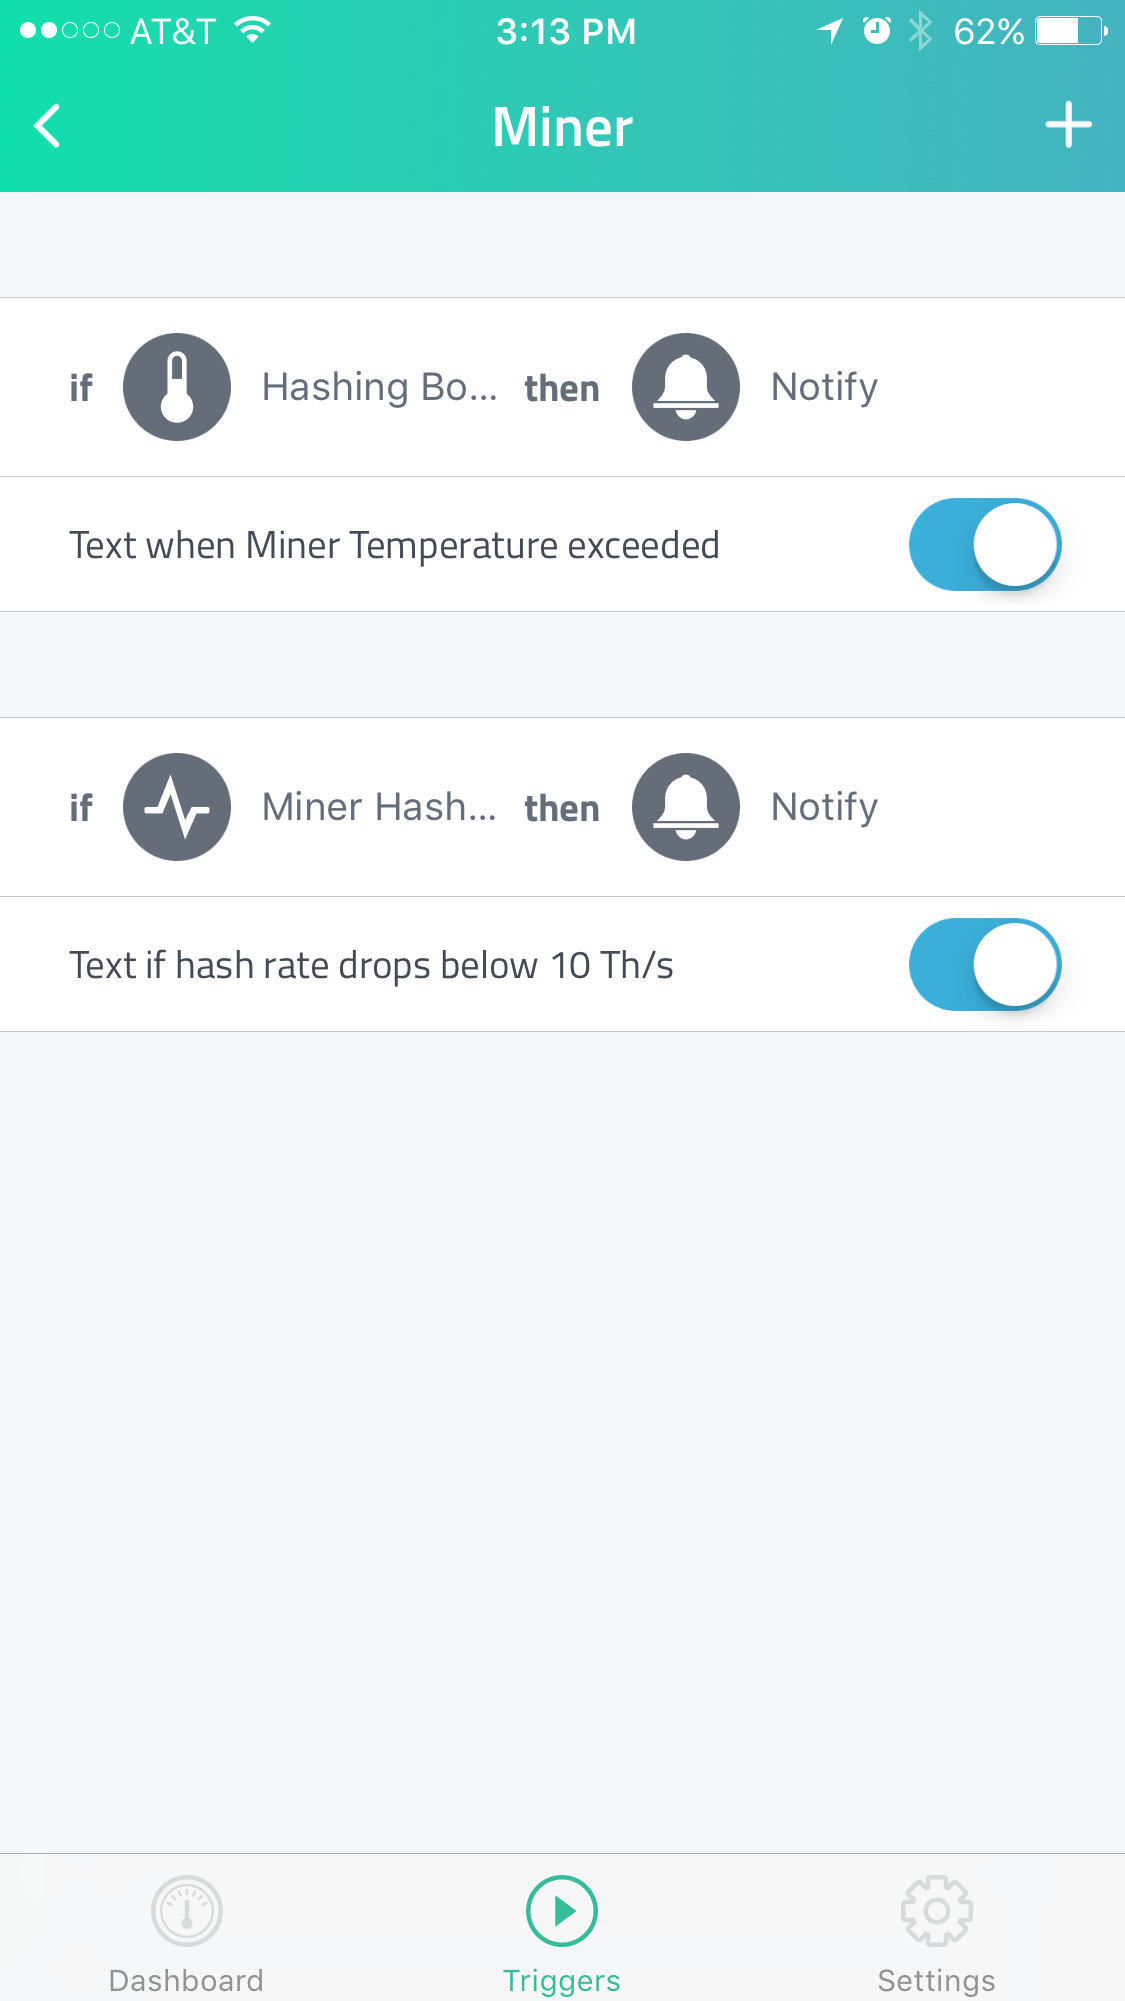 AT&T 3:13 PM 62%
Miner
if Hashing Bo... then Notify
Text when Miner Temperature exceeded
if Miner Hash... then Notify
Text if hash rate drops below 10 Th/s
Dashboard Triggers Settings